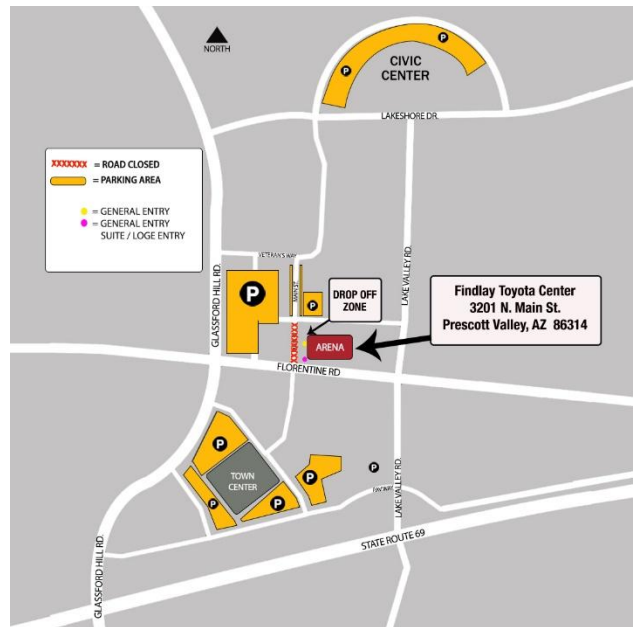 NORTH
P
P
CIVIC
CENTER
LAKESHORE DR.
XXXXXXX = ROAD CLOSED
= PARKING AREA
= GENERAL ENTRY
= GENERAL ENTRY
SUITE / LOGE ENTRY
GLASSFORD HILL RD.
VETERAN'S WAY
MAIN ST.
LAKE VALLEY RD.
P
P
DROP OFF
ZONE
Findlay Toyota Center
3201 N. Main St.
Prescott Valley, AZ 86314
XXXXXXX
ARENA
FLORENTINE RD
P
TOWN
CENTER
P
P
P
P
LAKE VALLEY RD.
GLASSFORD HILL RD.
STATE ROUTE 69